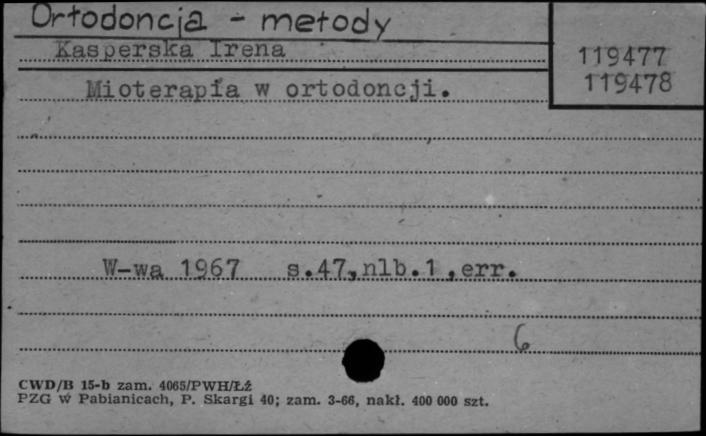 Ortodoncja - metody
Kasperska Irena
119477
119478
Mioterapia w ortodoncji.
W-wa 1967 s.47,nlb.1,err.
6
CWD/B 15-b zam. 4065/PWH/Łź
PZG w Pabianicach, P. Skargi 40; zam. 3-66, nakł. 400 000 szt.